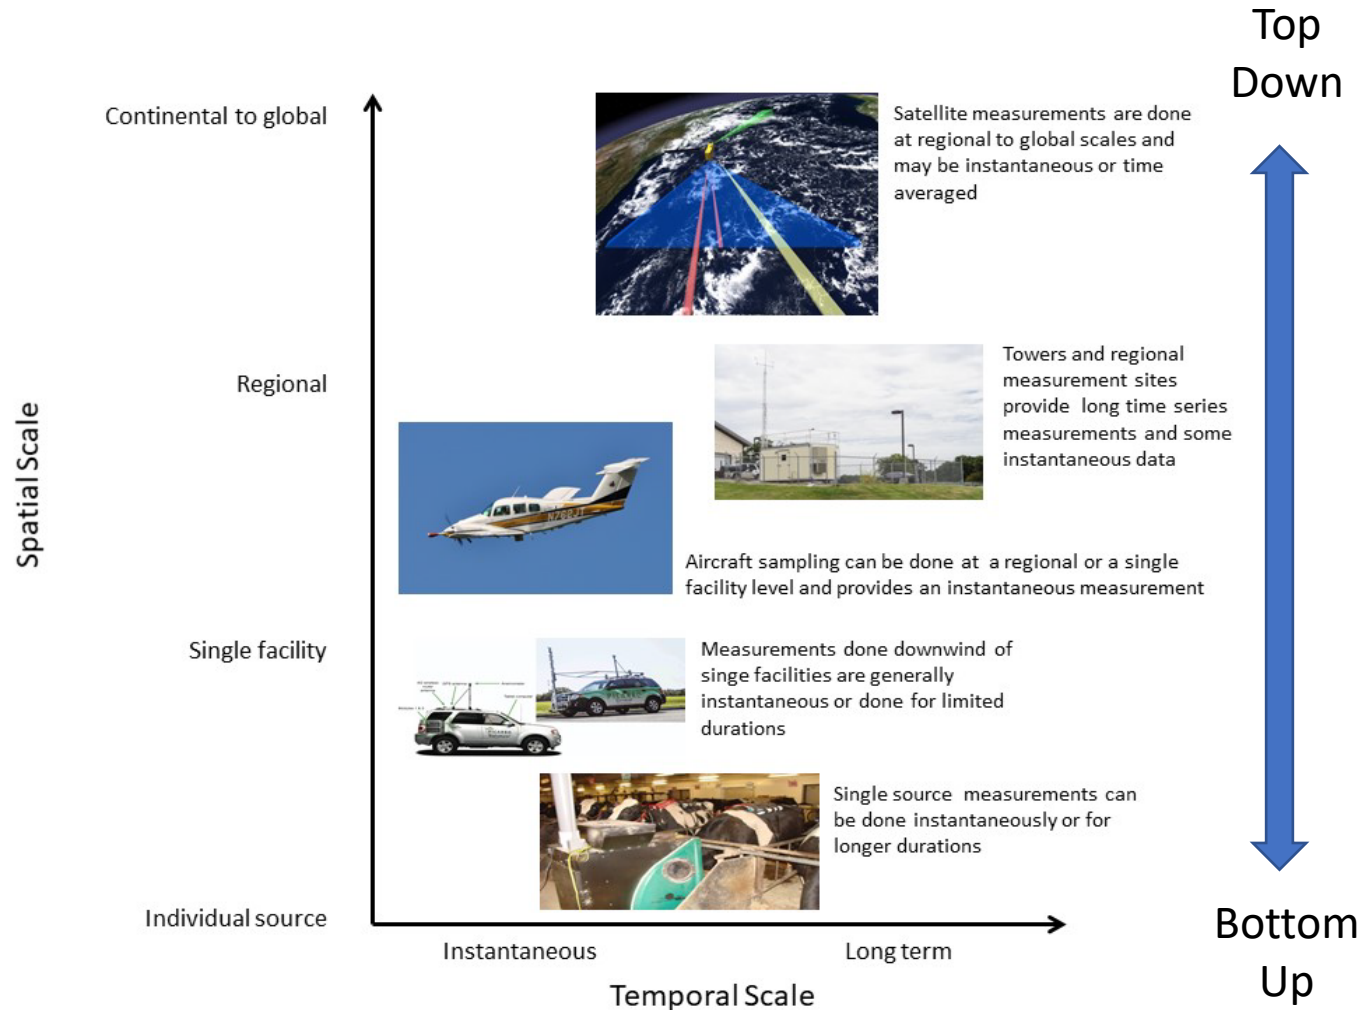 Top
Down
Continental to global
Satellite measurements are done
at regional to global scales and
may be instantaneous or time
averaged
Regional
Towers and regional
measurement sites
provide long time series
measurements and some
instantaneous data
Spatial Scale
N762JT
Aircraft sampling can be done at a regional or a single
facility level and provides an instantaneous measurement
Single facility
Measurements done downwind of
singe facilities are generally
instantaneous or done for limited
durations
PICARRO
Single source measurements can
be done instantaneously or for
longer durations
Individual source
Instantaneous
Long term
Temporal Scale
Bottom
Up